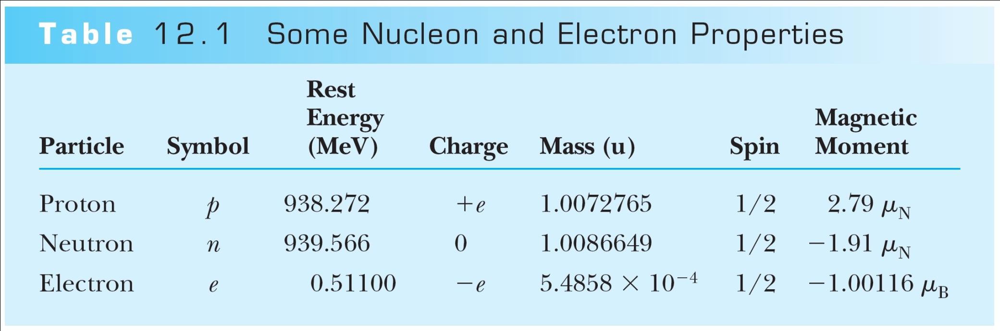 Table 12.1 Some Nucleon and Electron Properties
Rest
Energy Magnetic
Particle Symbol (MeV) Charge Mass (u) Spin Moment
Proton p 938.272 +e 1.0072765 1/2 2.79 μN
Neutron n 939.566 0 1.0086649 1/2 −1.91 μN
Electron e 0.51100 −e 5.4858 × 10−4 1/2 −1.00116 μB